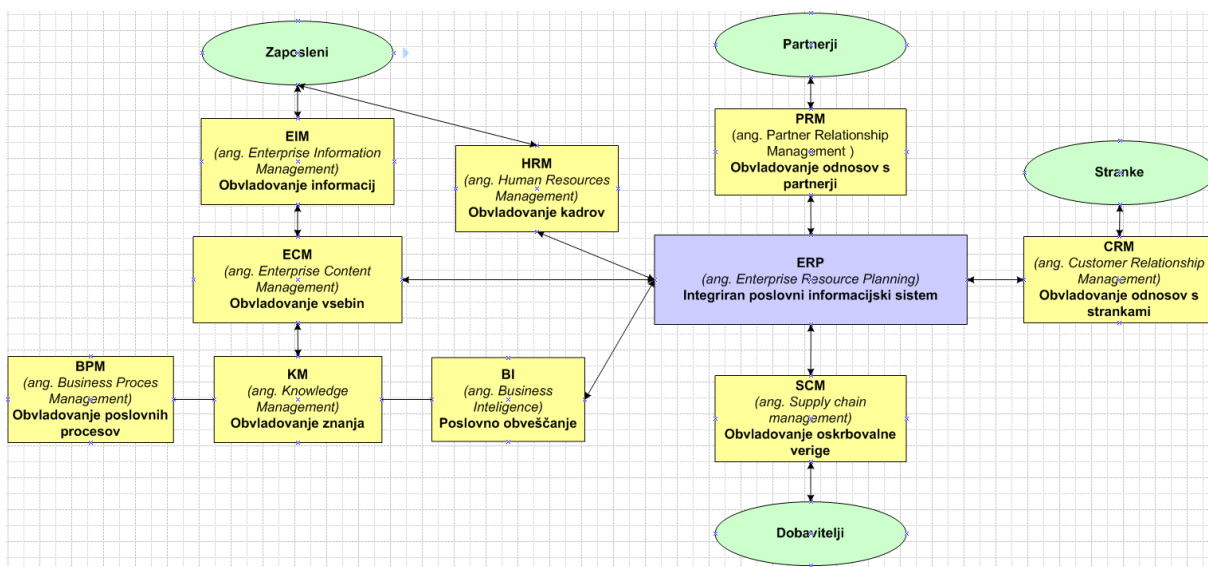 Zaposleni
Partnerji
EIM
(ang. Enterprise Information
Management)
Obvladovanje informacij
HRM
(ang. Human Resources
Management)
Obvladovanje kadrov
PRM
(ang. Partner Relationship
Management )
Obvladovanje odnosov s
partnerji
Stranke
ECM
(ang. Enterprise Content
Management)
Obvladovanje vsebin
ERP
(ang. Enterprise Resource Planning)
Integriran poslovni informacijski sistem
CRM
(ang. Customer Relationship
Management)
Obvladovanje odnosov s
strankami
BPM
(ang. Business Proces
Management)
Obvladovanje poslovnih
procesov
KM
(ang. Knowledge
Management)
Obvladovanje znanja
BI
(ang. Business
Inteligence)
Poslovno obveščanje
SCM
(ang. Supply chain
management)
Obvladovanje oskrbovalne
verige
Dobavitelji